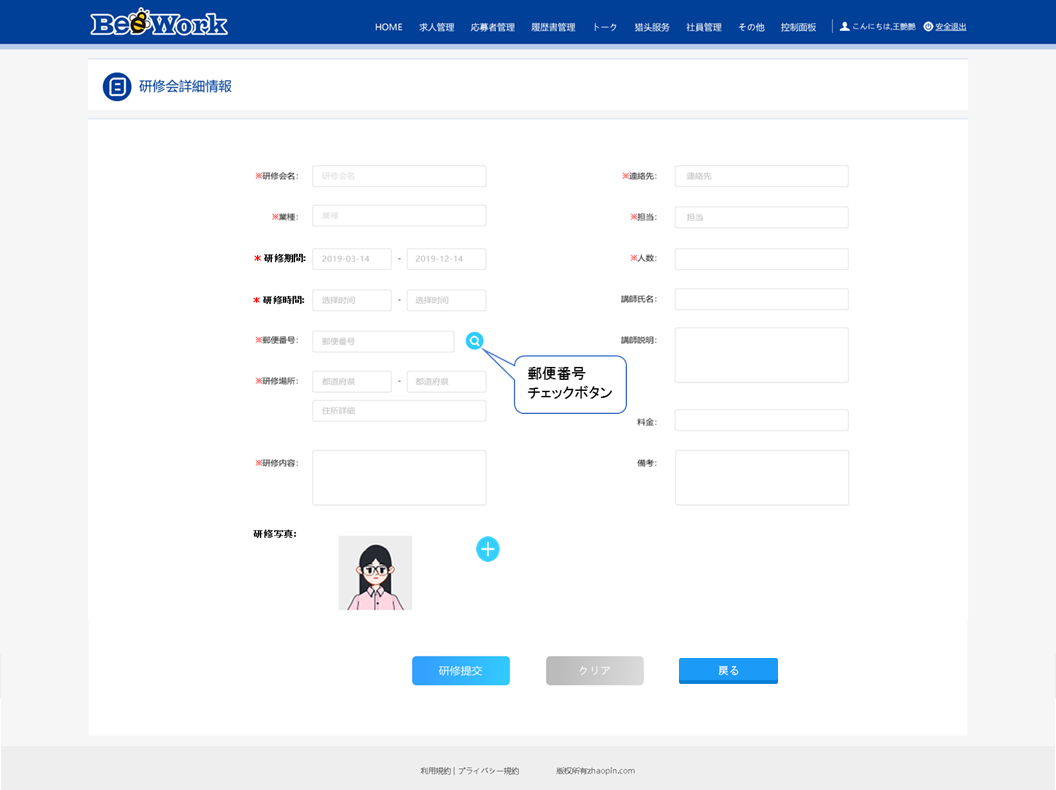 BeeWork
HOME 求人管理 応募者管理 履歴書管理 トーク 猎头服务 社員管理 その他 控制面板 こんにちは,王艷艷 安全退出
研修会詳細情報
※研修会名: 研修会名 ※連絡先: 連絡先
※業種: 業種 ※担当: 担当
* 研修期間: 2019-03-14 - 2019-12-14 ※人数:
* 研修時間: 选择时间 - 选择时间 講師氏名:
※郵便番号: 郵便番号 講師説明:
郵便番号
チェックボタン
※研修場所: 都道府県 - 都道府県
住所詳細
料金:
※研修内容: 備考:
研修写真:
研修提交 クリア 戻る
利用規約 | プライバシー規約 版权所有zhaopin.com